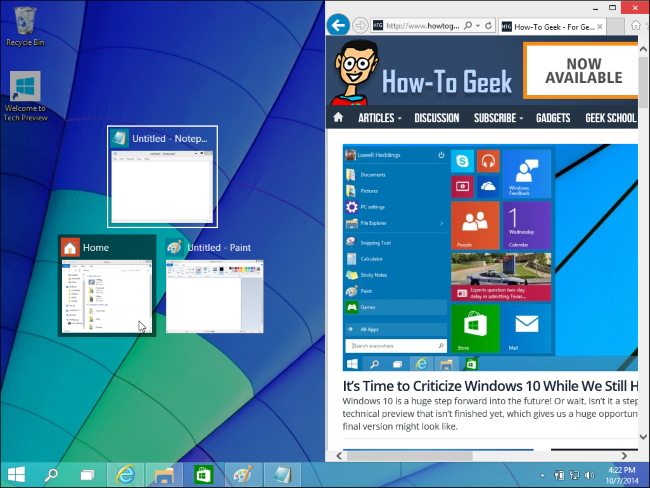 Recycle Bin
Welcome to
Tech Preview
Untitled - Notep...
Home
Untitled - Paint
http://www.howtog
HTG
How-To Geek - For Ge...
How-To Geek
NOW
AVAILABLE
ARTICLES
DISCUSSION
SUBSCRIBE
GADGETS
GEEK SCHOOL
Lowell Heddings
Documents
Pictures
PC settings
File Explorer
Snipping Tool
Calculator
Sticky Notes
Paint
Games
All Apps
Search everywhere
Windows
Feedback
People
1
Wednesday
Calendar
Experts question two-day
delay in admitting Texas...
Store
Mail
It's Time to Criticize Windows 10 While We Still H
Windows 10 is a huge step forward into the future! Or wait, isn't it a step
technical preview that isn't finished yet, which gives us a huge opportun
final version might look like.
4:22 PM
10/7/2014